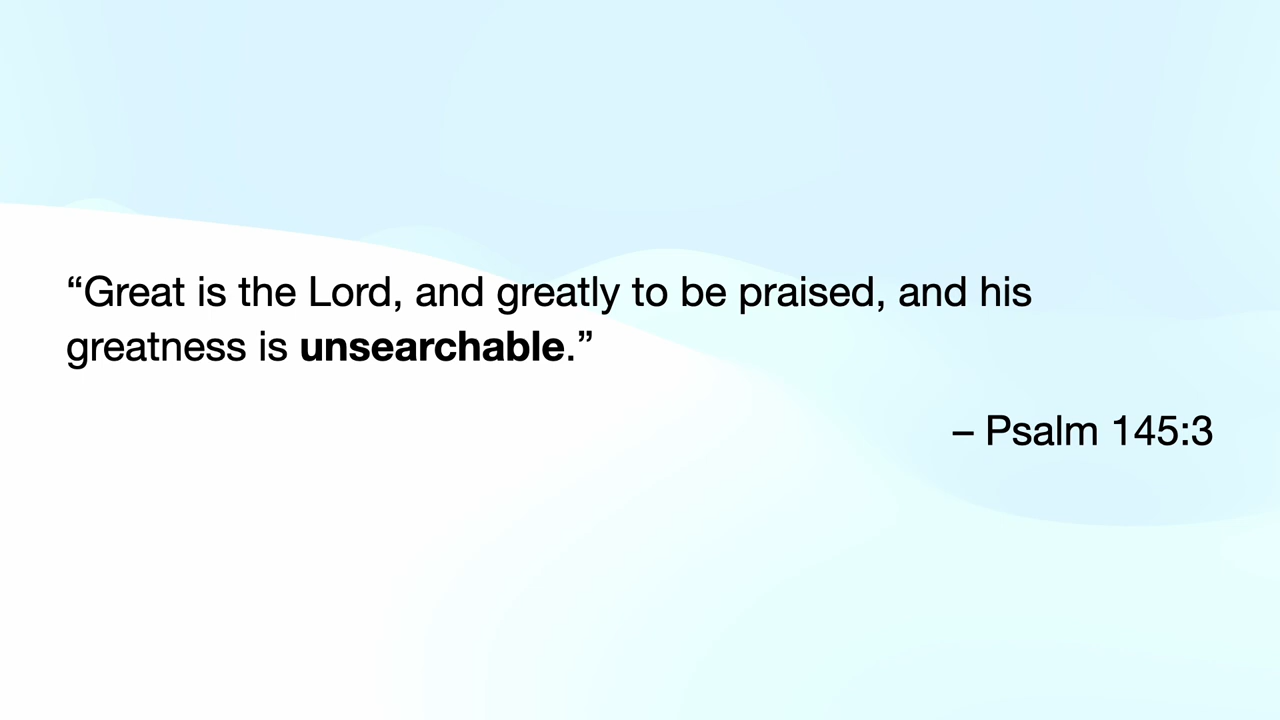 “Great is the Lord, and greatly to be praised, and his
greatness is unsearchable.”
– Psalm 145:3